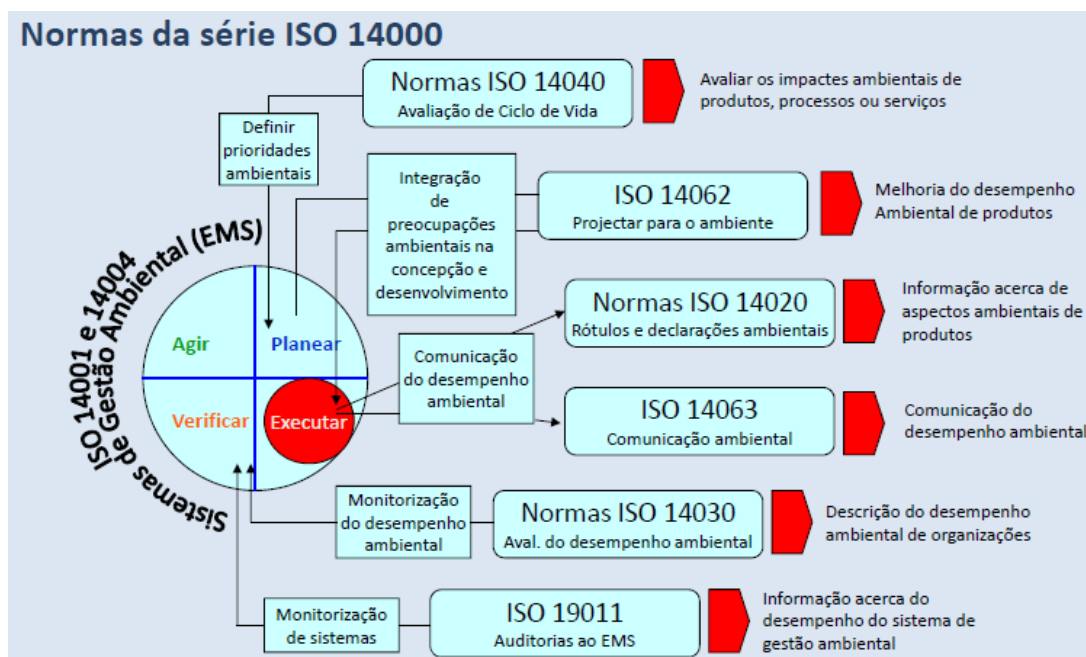 Normas da série ISO 14000
Normas ISO 14040
Avaliação de Ciclo de Vida
Avaliar os impactes ambientais de
produtos, processos ou serviços
Definir
prioridades
ambientais
Integração
de
preocupações
ambientais na
concepção e
desenvolvimento
ISO 14062
Projectar para o ambiente
Melhoria do desempenho
Ambiental de produtos
ISO 14001 e 14004
Sistemas de Gestão Ambiental (EMS)
Agir
Planear
Verificar
Executar
Normas ISO 14020
Rótulos e declarações ambientais
Informação acerca de
aspectos ambientais de
produtos
Comunicação
do desempenho
ambiental
ISO 14063
Comunicação ambiental
Comunicação do
desempenho ambiental
Monitorização
do desempenho
ambiental
Normas ISO 14030
Aval. do desempenho ambiental
Descrição do desempenho
ambiental de organizações
Monitorização
de sistemas
ISO 19011
Auditorias ao EMS
Informação acerca do
desempenho do sistema de
gestão ambiental